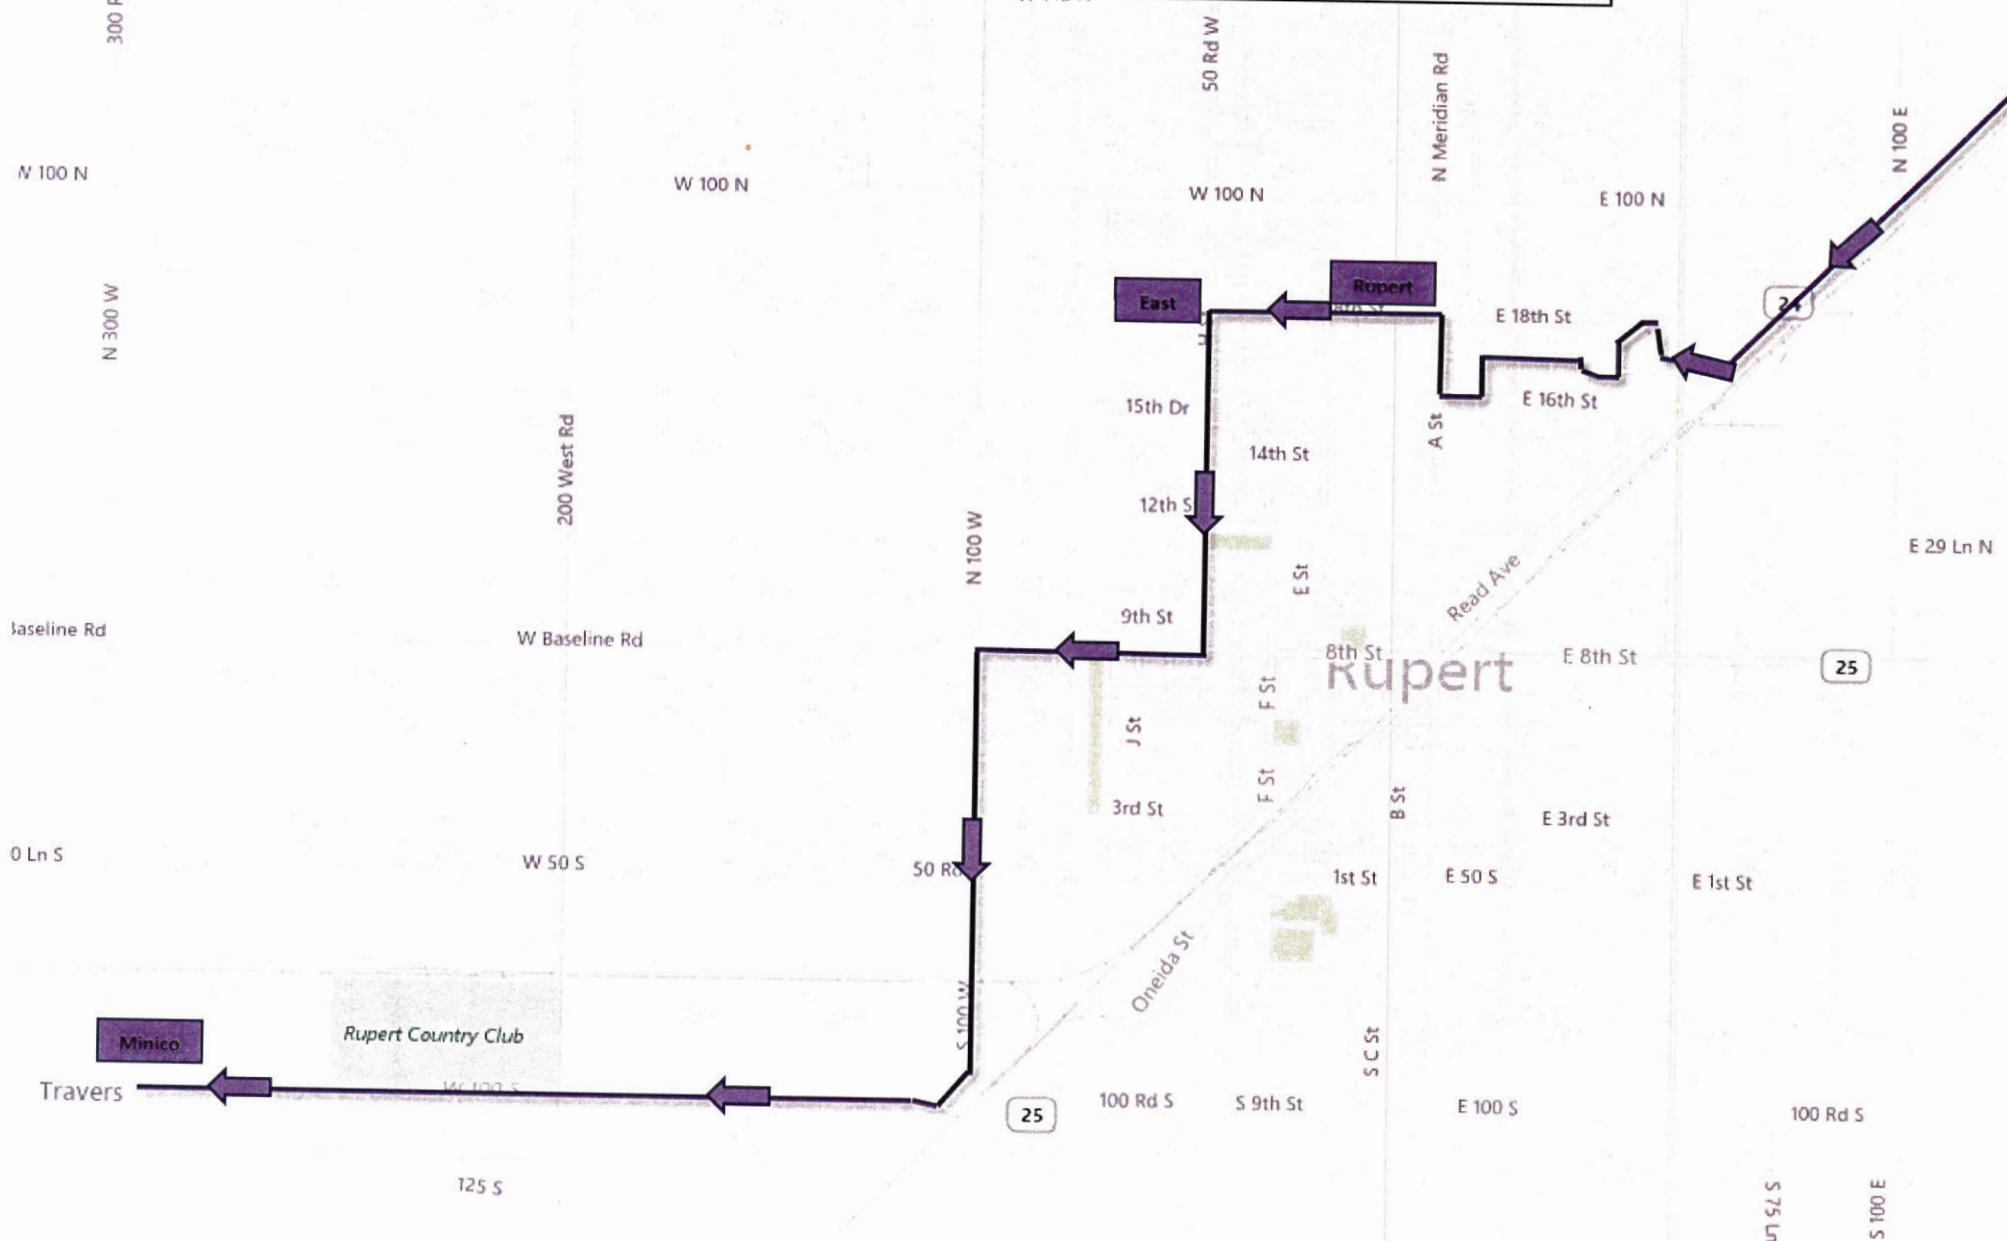 50 Rd W
N Meridian Rd
N 100 E
W 100 N
W 100 N
W 100 N
E 100 N
N 300 W
East
Rupert
E 18th St
24
15th Dr
E 16th St
A St
200 West Rd
14th St
12th S
N 100 W
E 29 Ln N
E St
Read Ave
9th St
Baseline Rd
W Baseline Rd
8th St
Rupert
E 8th St
25
F St
J St
F St
3rd St
B St
E 3rd St
0 Ln S
W 50 S
50 Rd
1st St
E 50 S
E 1st St
Oneida St
S 100 W
Minico
Rupert Country Club
S C St
Travers
W 100 S
25
100 Rd S
S 9th St
E 100 S
100 Rd S
125 S
S 75 Ln
S 100 E